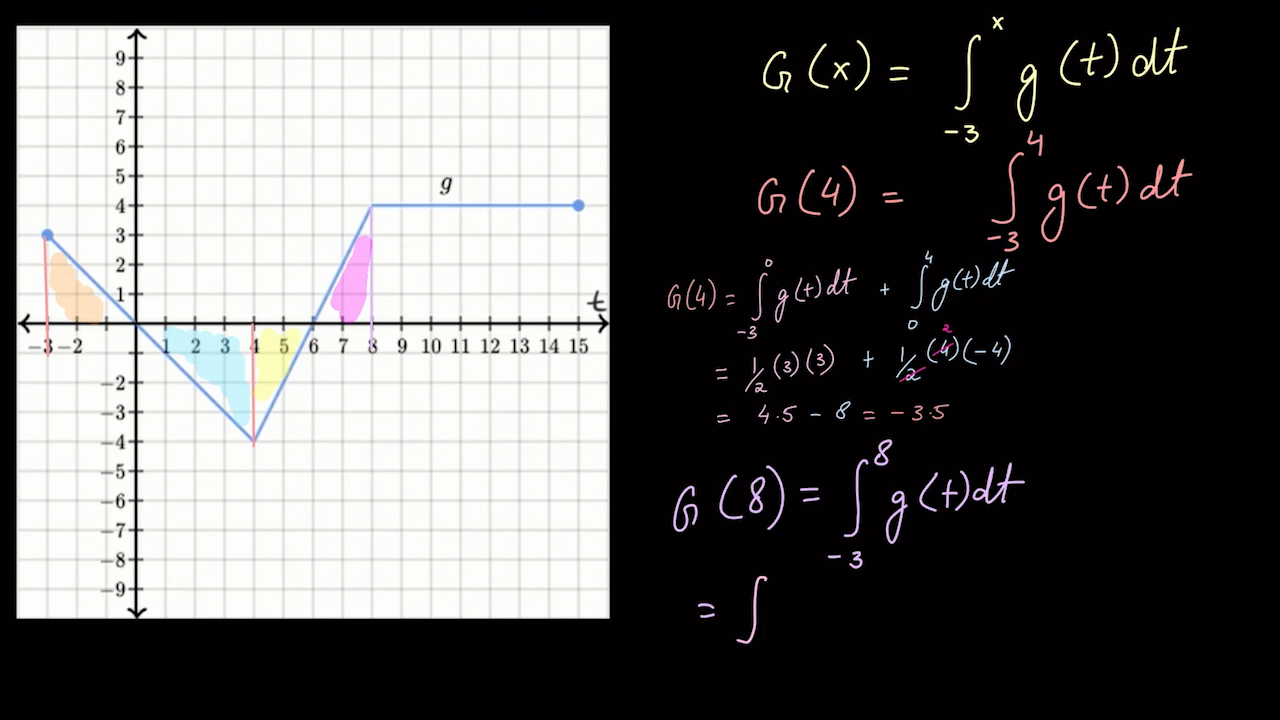 9
8
7
6
5
4
3
2
1
g
t
−3 −2 1 2 3 4 5 6 7 8 9 10 11 12 13 14 15
−2
−3
−4
−5
−6
−7
−8
−9
G(x) = ∫_{-3}^{x} g(t) dt
G(4) = ∫_{-3}^{4} g(t) dt
G(4) = ∫_{-3}^{0} g(t) dt + ∫_{0}^{4} g(t) dt
= 1/2 (3)(3) + 1/2 (4)(-4) 2
= 4.5 - 8 = -3.5
G(8) = ∫_{-3}^{8} g(t) dt
= ∫